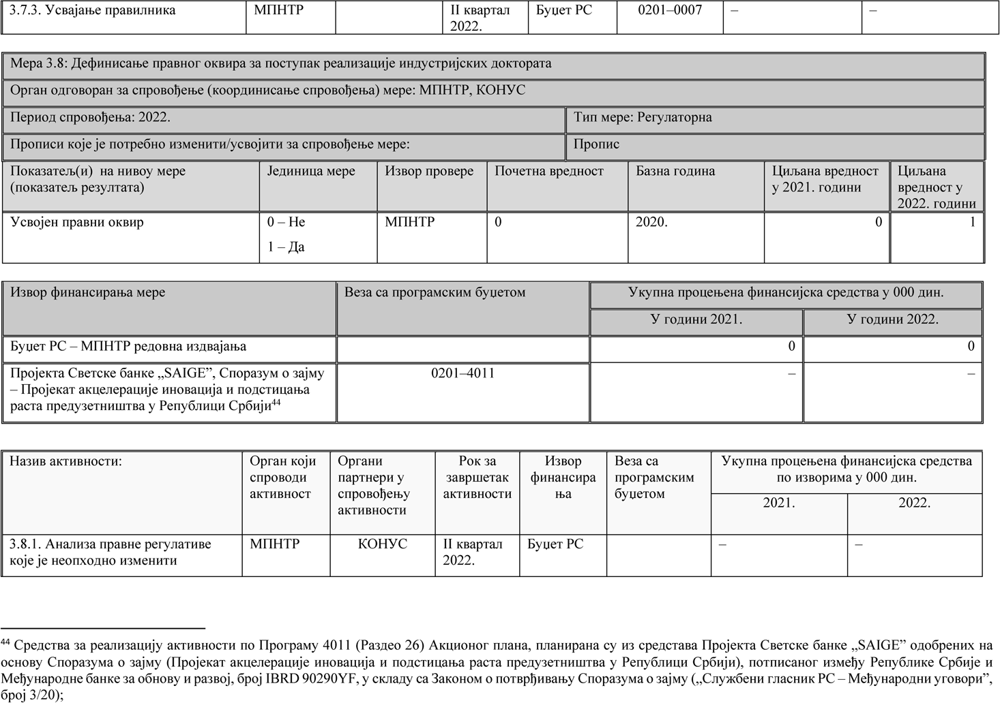 3.7.3. Усвајање правилника МПНТР II квартал 2022. Буџет РС 0201–0007 – –
Мера 3.8: Дефинисање правног оквира за поступак реализације индустријских доктората
Орган одговоран за спровођење (координисање спровођења) мере: МПНТР, КОНУС
Период спровођења: 2022. Тип мере: Регулаторна
Прописи које је потребно изменити/усвојити за спровођење мере: Пропис
Показатељ(и) на нивоу мере (показатељ резултата) Јединица мере Извор провере Почетна вредност Базна година Циљана вредност у 2021. години Циљана вредност у 2022. години
Усвојен правни оквир 0 – Не 1 – Да МПНТР 0 2020. 0 1
Извор финансирања мере Веза са програмским буџетом Укупна процењена финансијска средства у 000 дин.
У години 2021. У години 2022.
Буџет РС – МПНТР редовна издвајања 0 0
Пројекта Светске банке „SAIGE”, Споразум о зајму 0201–4011 – –
– Пројекат акцелерације иновација и подстицања
раста предузетништва у Републици Србији⁴⁴
Назив активности: Орган који спроводи активност Органи партнери у спровођењу активности Рок за завршетак активности Извор финансирања Веза са програмским буџетом Укупна процењена финансијска средства по изворима у 000 дин.
2021. 2022.
3.8.1. Анализа правне регулативе које је неопходно изменити МПНТР КОНУС II квартал 2022. Буџет РС – –
⁴⁴ Средства за реализацију активности по Програму 4011 (Раздео 26) Акционог плана, планирана су из средстава Пројекта Светске банке „SAIGE” одобрених на
основу Споразума о зајму (Пројекат акцелерације иновација и подстицања раста предузетништва у Републици Србији), потписаног између Републике Србије и
Међународне банке за обнову и развој, број IBRD 90290YF, у складу са Законом о потврђивању Споразума о зајму („Службени гласник РС – Међународни уговори”,
број 3/20);